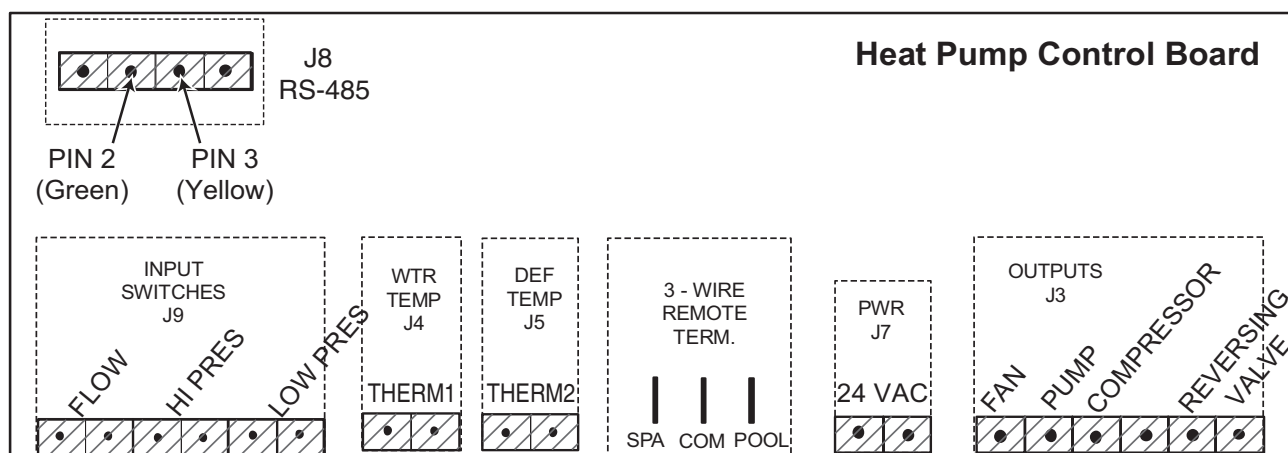 Heat Pump Control Board
J8
RS-485
PIN 2
(Green)
PIN 3
(Yellow)
INPUT
SWITCHES
J9
FLOW
HI PRES
LOW PRES
WTR
TEMP
J4
THERM1
DEF
TEMP
J5
THERM2
3 - WIRE
REMOTE
TERM.
SPA
COM
POOL
PWR
J7
24 VAC
OUTPUTS
J3
FAN
PUMP
COMPRESSOR
REVERSING
VALVE